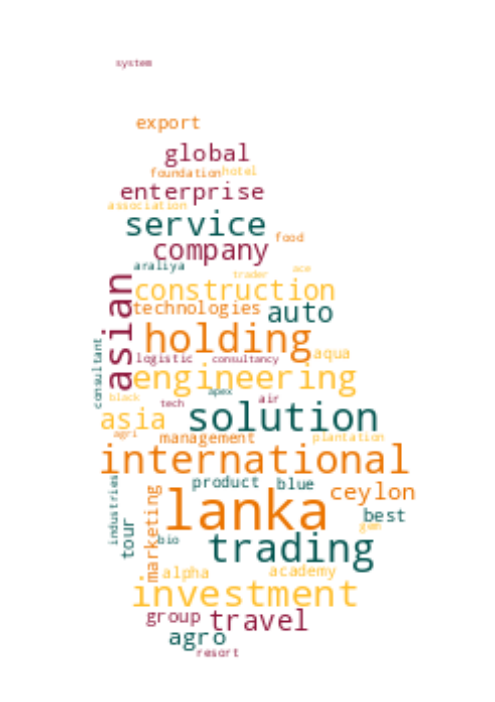 system
export
global
foundation hotel
enterprise
association
service
food
company
araliya
trader ace
asian
construction
technologies auto
holding
consultant
logistic consultancy aqua
engineering
black apex
tech air
asia solution
agri management plantation
international
industries
product blue
marketing
ceylon
lanka
best
gem
tour
bio
trading
alpha academy
investment
group travel
agro
resort